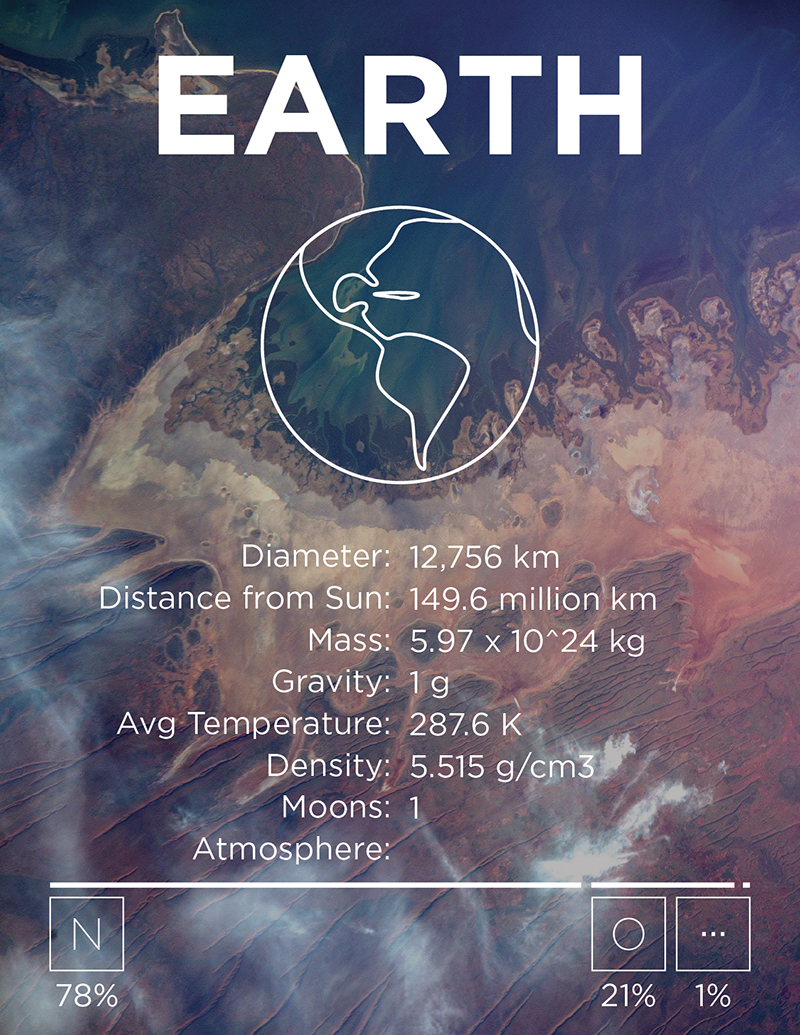 EARTH
Diameter: 12,756 km
Distance from Sun: 149.6 million km
Mass: 5.97 x 10^24 kg
Gravity: 1 g
Avg Temperature: 287.6 K
Density: 5.515 g/cm3
Moons: 1
Atmosphere:
N O ...
78% 21% 1%